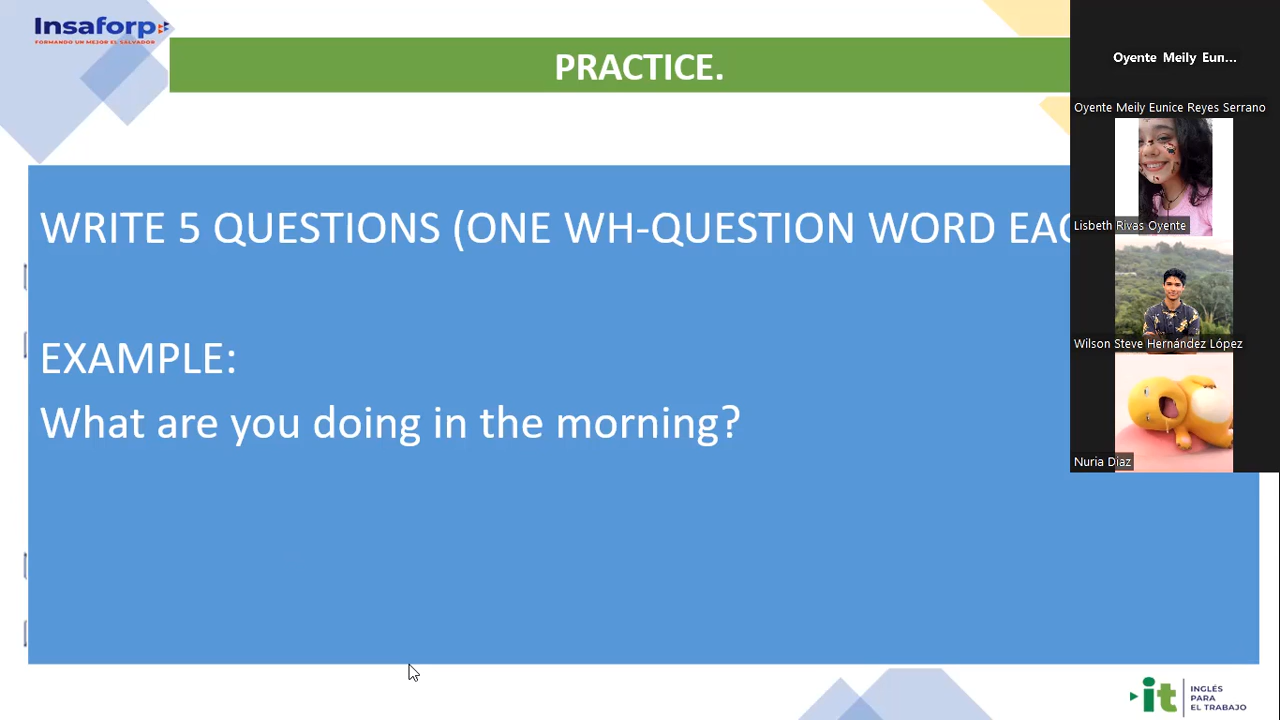 Insaforp
FORMANDO UN MEJOR EL SALVADOR
PRACTICE.
WRITE 5 QUESTIONS (ONE WH-QUESTION WORD EAC
EXAMPLE:
What are you doing in the morning?
Oyente Meily Eun...
Oyente Meily Eunice Reyes Serrano
Lisbeth Rivas Oyente
Wilson Steve Hernández López
Nuria Diaz
it
INGLÉS
PARA
EL TRABAJO